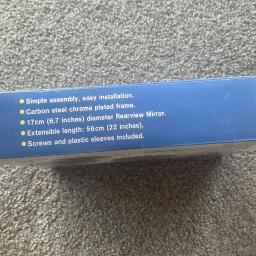 Simple assembly, easy installation.
Carbon steel chrome plated frame.
17cm (6.7 inches) diameter Rearview Mirror.
Extensible length: 56cm (22 inches).
Screws and plastic sleeves included.